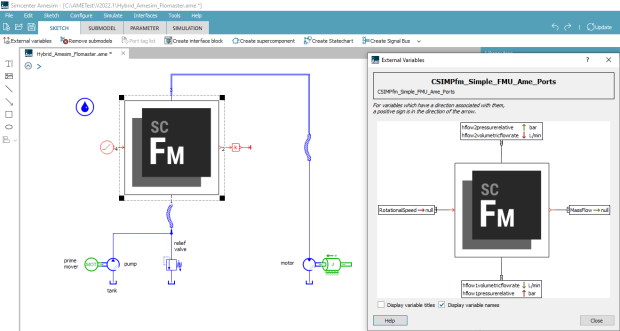 Simcenter Amesim - [C:\AMETest\V2022.1\Hybrid_Amesim_Flomaster.ame *]
File Edit Sketch Configure Simulate Interfaces Tools Help
SKETCH SUBMODEL PARAMETER SIMULATION
Update
External variables Remove submodels Port tag list Create interface block Create supercomponent Create Statechart Create Signal Bus
Hybrid_Amesim_Flomaster.ame *
SC
FM
relief
valve
prime
mover
MOT
pump
tank
motor
J
k
External Variables
CSIMPfm_Simple_FMU_Ame_Ports
CSIMPfm_Simple_FMU_Ame_Ports
For variables which have a direction associated with them,
a positive sign is in the direction of the arrow.
hflow2pressurerelative bar
hflow2volumetricflowrate L/min
RotationalSpeed null
SC
FM
MassFlow null
hflow1volumetricflowrate L/min
hflow1pressurerelative bar
Display variable titles Display variable names
Help Close